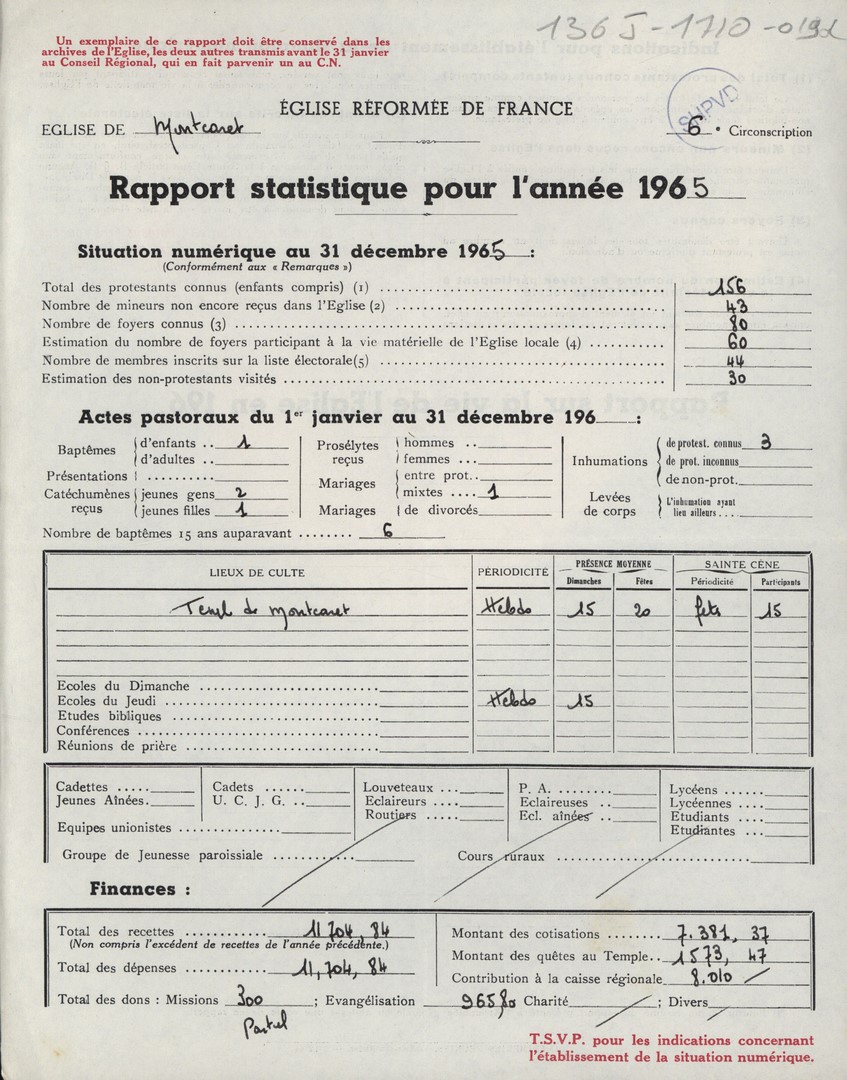 136 J-1710-019d
Un exemplaire de ce rapport doit être conservé dans les
archives de l'Eglise, les deux autres transmis avant le 31 janvier
au Conseil Régional, qui en fait parvenir un au C.N.
ÉGLISE RÉFORMÉE DE FRANCE
SHPVD
EGLISE DE Montcaret 6e Circonscription
Rapport statistique pour l'année 1965
Situation numérique au 31 décembre 1965 :
(Conformément aux « Remarques »)
Total des protestants connus (enfants compris) (1) 156
Nombre de mineurs non encore reçus dans l'Eglise (2) 43
Nombre de foyers connus (3) 80
Estimation du nombre de foyers participant à la vie matérielle de l'Eglise locale (4) 60
Nombre de membres inscrits sur la liste électorale (5) 44
Estimation des non-protestants visités 30
Actes pastoraux du 1er janvier au 31 décembre 196 :
Baptêmes d'enfants .. 1
d'adultes ..
Présentations
Catéchumènes reçus jeunes gens 2
jeunes filles 1
Prosélytes reçus hommes ..
femmes ..
Mariages entre prot..
mixtes .... 1
Mariages de divorcés
Inhumations de protest. connus 3
de prot. inconnus
de non-prot.
Levées de corps L'inhumation ayant
lieu ailleurs ....
Nombre de baptêmes 15 ans auparavant ........ 6
LIEUX DE CULTE PÉRIODICITÉ PRÉSENCE MOYENNE SAINTE CÈNE
Dimanches Fêtes Périodicité Participants
Templ de Montcaret Hebdo 15 20 fêts 15
Ecoles du Dimanche
Ecoles du Jeudi Hebdo 15
Etudes bibliques
Conférences
Réunions de prière
Cadettes .....
Jeunes Aînées.
Cadets ......
U. C. J. G. ..
Equipes unionistes
Louveteaux ...
Eclaireurs ....
Routiers .....
P. A. ........
Eclaireuses ..
Ecl. aînées ..
Lycéens ......
Lycéennes ....
Etudiants ....
Etudiantes ...
Groupe de Jeunesse paroissiale
Cours ruraux
Finances :
Total des recettes ........... 11 704, 84
(Non compris l'excédent de recettes de l'année précédente.)
Total des dépenses ........... 11,704, 84
Montant des cotisations ........ 7.381, 37
Montant des quêtes au Temple.. 1573, 47
Contribution à la caisse régionale 8.010
Total des dons : Missions 300 ; Evangélisation 965,80 Charité ; Divers
T.S.V.P. pour les indications concernant
l'établissement de la situation numérique.